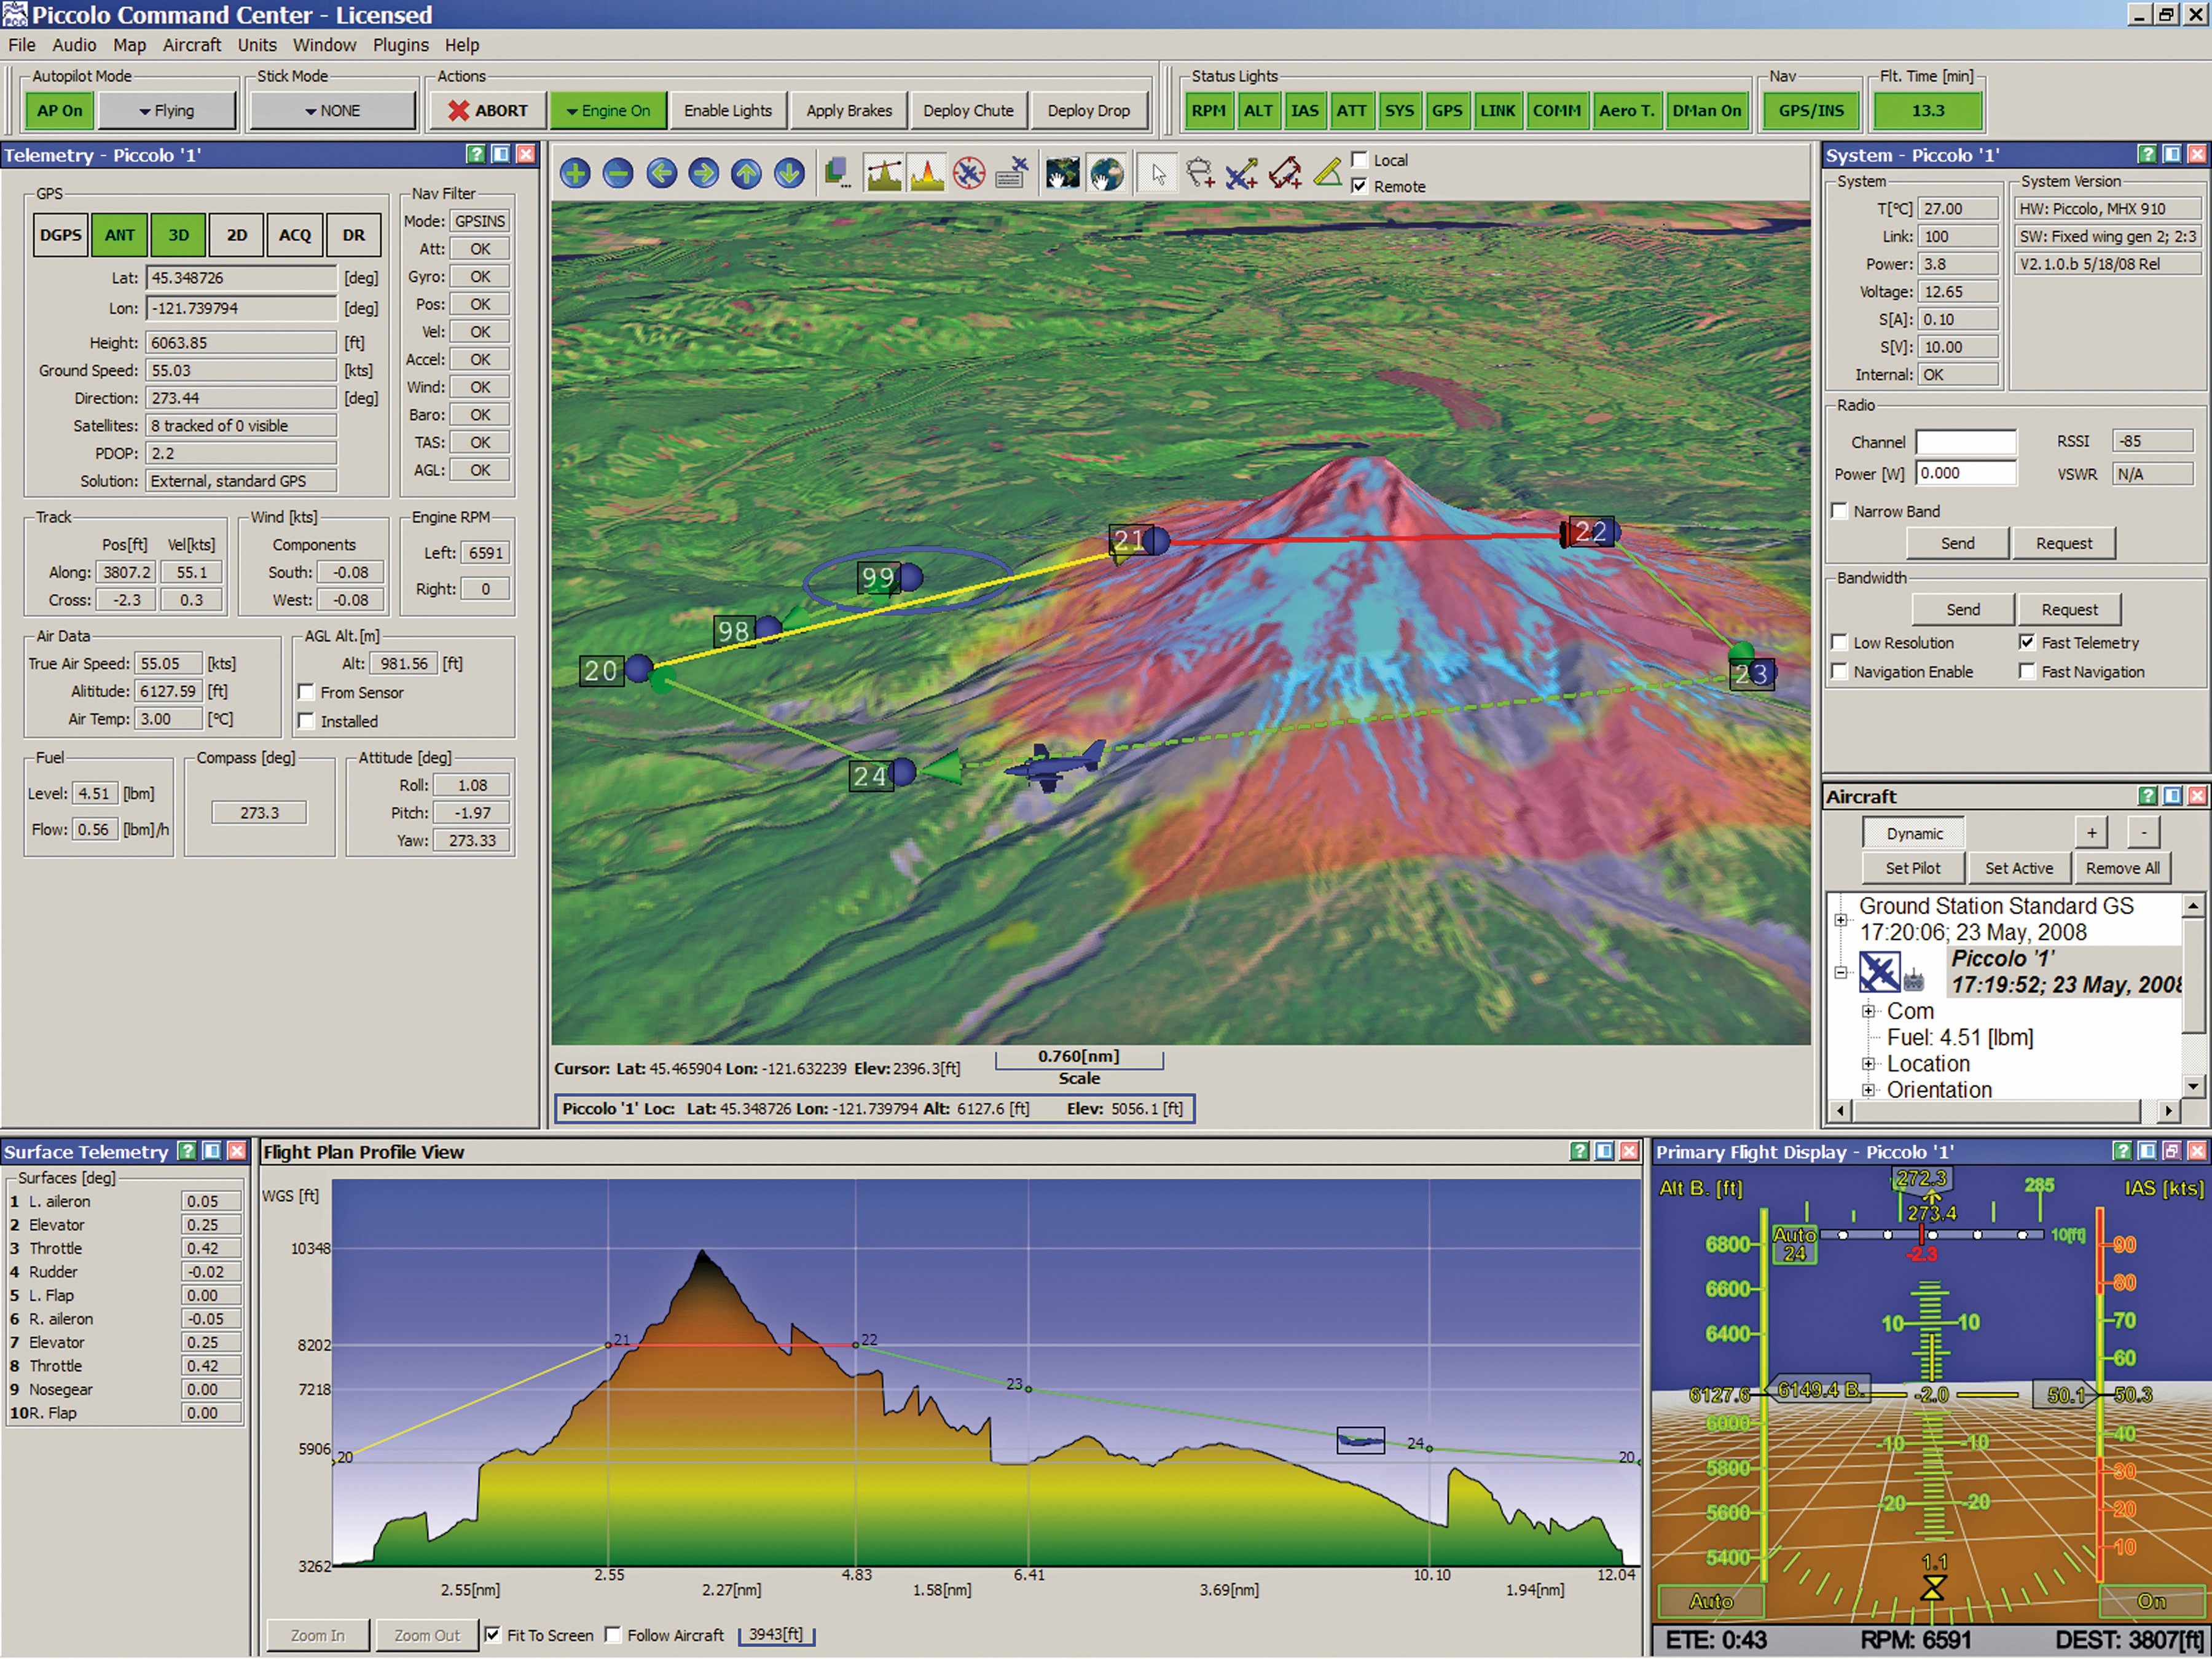 Piccolo Command Center - Licensed
File Audio Map Aircraft Units Window Plugins Help
Autopilot Mode
AP On
Flying
Stick Mode
NONE
Actions
ABORT
Engine On
Enable Lights
Apply Brakes
Deploy Chute
Deploy Drop
Status Lights
RPM ALT IAS ATT SYS GPS LINK COMM Aero T. DMan On
Nav
GPS/INS
Flt. Time [min]
13.3
Telemetry - Piccolo '1'
GPS
DGPS ANT 3D 2D ACQ DR
Lat: 45.348726 [deg]
Lon: -121.739794 [deg]
Height: 6063.85 [ft]
Ground Speed: 55.03 [kts]
Direction: 273.44 [deg]
Satellites: 8 tracked of 0 visible
PDOP: 2.2
Solution: External, standard GPS
Nav Filter
Mode: GPSINS
Att: OK
Gyro: OK
Pos: OK
Vel: OK
Accel: OK
Wind: OK
Baro: OK
TAS: OK
AGL: OK
Track
Pos[ft] Vel[kts]
Along: 3807.2 55.1
Cross: -2.3 0.3
Wind [kts]
Components
South: -0.08
West: -0.08
Engine RPM
Left: 6591
Right: 0
Air Data
True Air Speed: 55.05 [kts]
Alititude: 6127.59 [ft]
Air Temp: 3.00 [°C]
AGL Alt.[m]
Alt: 981.56 [ft]
From Sensor
Installed
Fuel
Level: 4.51 [lbm]
Flow: 0.56 [lbm]/h
Compass [deg]
273.3
Attitude [deg]
Roll: 1.08
Pitch: -1.97
Yaw: 273.33
Local
Remote
21
22
99
98
20
23
24
Cursor: Lat: 45.465904 Lon: -121.632239 Elev: 2396.3[ft]
0.760[nm]
Scale
Piccolo '1' Loc: Lat: 45.348726 Lon: -121.739794 Alt: 6127.6 [ft] Elev: 5056.1 [ft]
System - Piccolo '1'
System
T[°C] 27.00
Link: 100
Power: 3.8
Voltage: 12.65
S[A]: 0.10
S[V]: 10.00
Internal: OK
System Version
HW: Piccolo, MHX 910
SW: Fixed wing gen 2; 2:3
V2.1.0.b 5/18/08 Rel
Radio
Channel
RSSI -85
Power [W] 0.000
VSWR N/A
Narrow Band
Send Request
Bandwidth
Send Request
Low Resolution
Fast Telemetry
Navigation Enable
Fast Navigation
Aircraft
Dynamic + -
Set Pilot Set Active Remove All
Ground Station Standard GS
17:20:06; 23 May, 2008
Piccolo '1'
17:19:52; 23 May, 2008
Com
Fuel: 4.51 [lbm]
Location
Orientation
Surface Telemetry
Surfaces [deg]
1 L. aileron 0.05
2 Elevator 0.25
3 Throttle 0.42
4 Rudder -0.02
5 L. Flap 0.00
6 R. aileron -0.05
7 Elevator 0.25
8 Throttle 0.42
9 Nosegear 0.00
10R. Flap 0.00
Flight Plan Profile View
WGS [ft]
10348
8202
7218
5906
3262
20
21
22
23
24
20
2.55 4.83 6.41 10.10 12.04
2.55[nm] 2.27[nm] 1.58[nm] 3.69[nm] 1.94[nm]
Zoom In
Zoom Out
Fit To Screen
Follow Aircraft
3943[ft]
Primary Flight Display - Piccolo '1'
Alt B. [ft]
272.3
285
IAS [kts]
273.4
Auto
24
10[ft]
-2.3
6800
6600
6400
6127.6
6149.4 B.
6000
5800
5600
5400
10 10
-2.0
-10 -10
-20 -20
1.1
90
80
70
60
50.1
50.3
40
30
20
10
Auto
On
ETE: 0:43 RPM: 6591 DEST: 3807[ft]